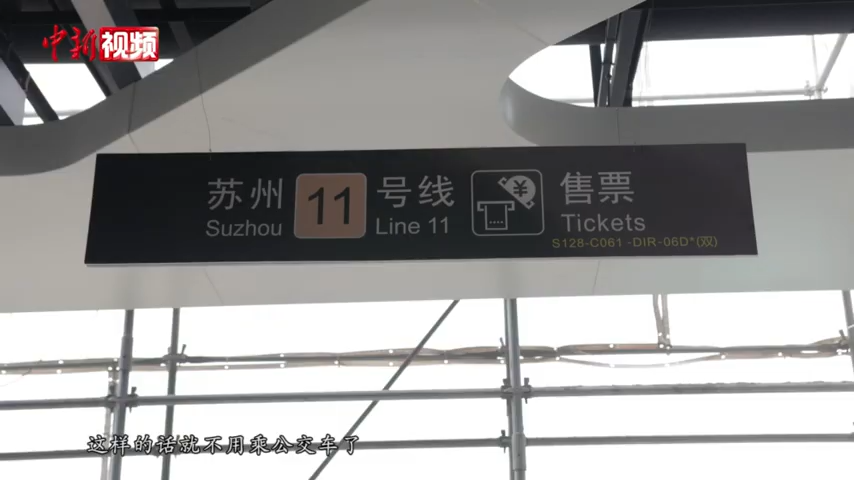 中新视频
苏州 11 号线 售票
Suzhou Line 11 Tickets
S128-C061 -DIR-06D*(双)
这样的话就不用乘公交车了